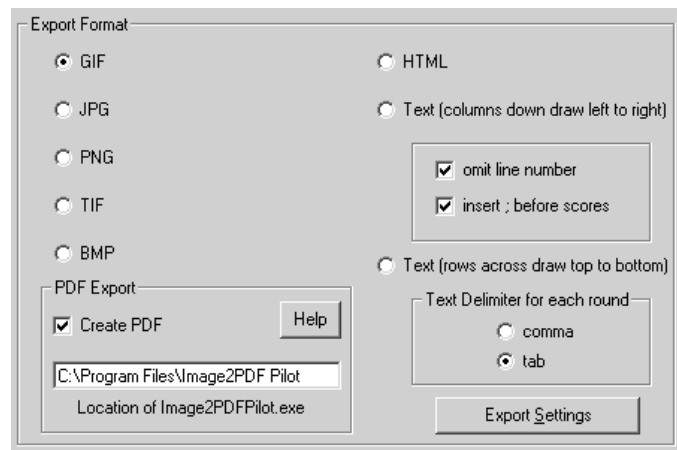 Export Format
GIF
JPG
PNG
TIF
BMP
PDF Export
Create PDF
Help
C:\Program Files\Image2PDF Pilot
Location of Image2PDFPilot.exe
HTML
Text (columns down draw left to right)
omit line number
insert ; before scores
Text (rows across draw top to bottom)
Text Delimiter for each round
comma
tab
Export Settings